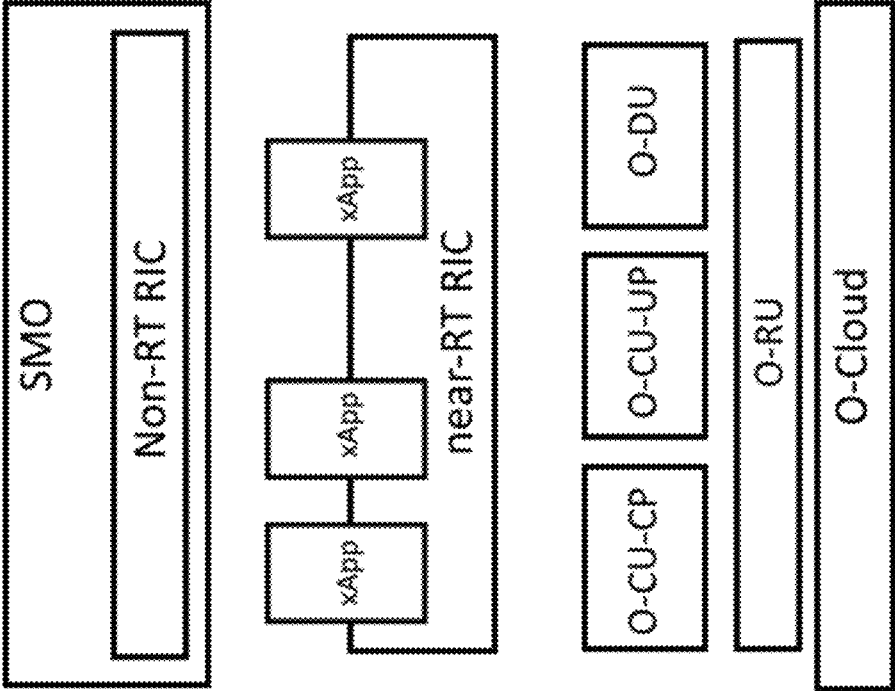 SMO
Non-RT RIC
xApp
xApp
xApp
near-RT RIC
O-CU-CP
O-CU-UP
O-DU
O-RU
O-Cloud